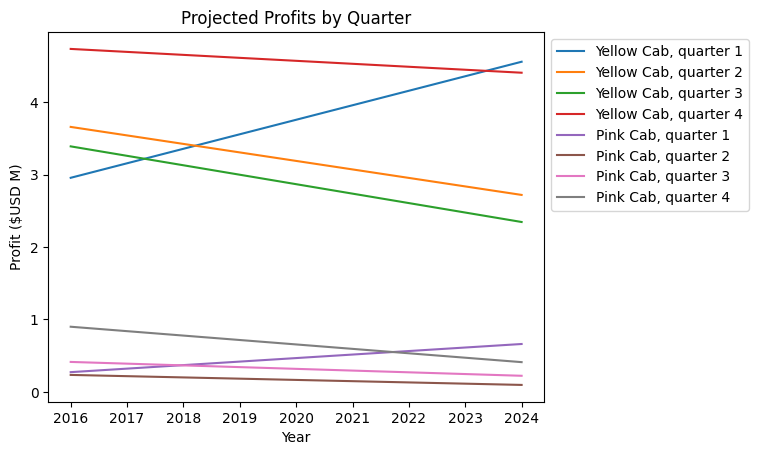 Projected Profits by Quarter
Profit ($USD M)
4
3
2
1
0
2016 2017 2018 2019 2020 2021 2022 2023 2024
Year
Yellow Cab, quarter 1
Yellow Cab, quarter 2
Yellow Cab, quarter 3
Yellow Cab, quarter 4
Pink Cab, quarter 1
Pink Cab, quarter 2
Pink Cab, quarter 3
Pink Cab, quarter 4